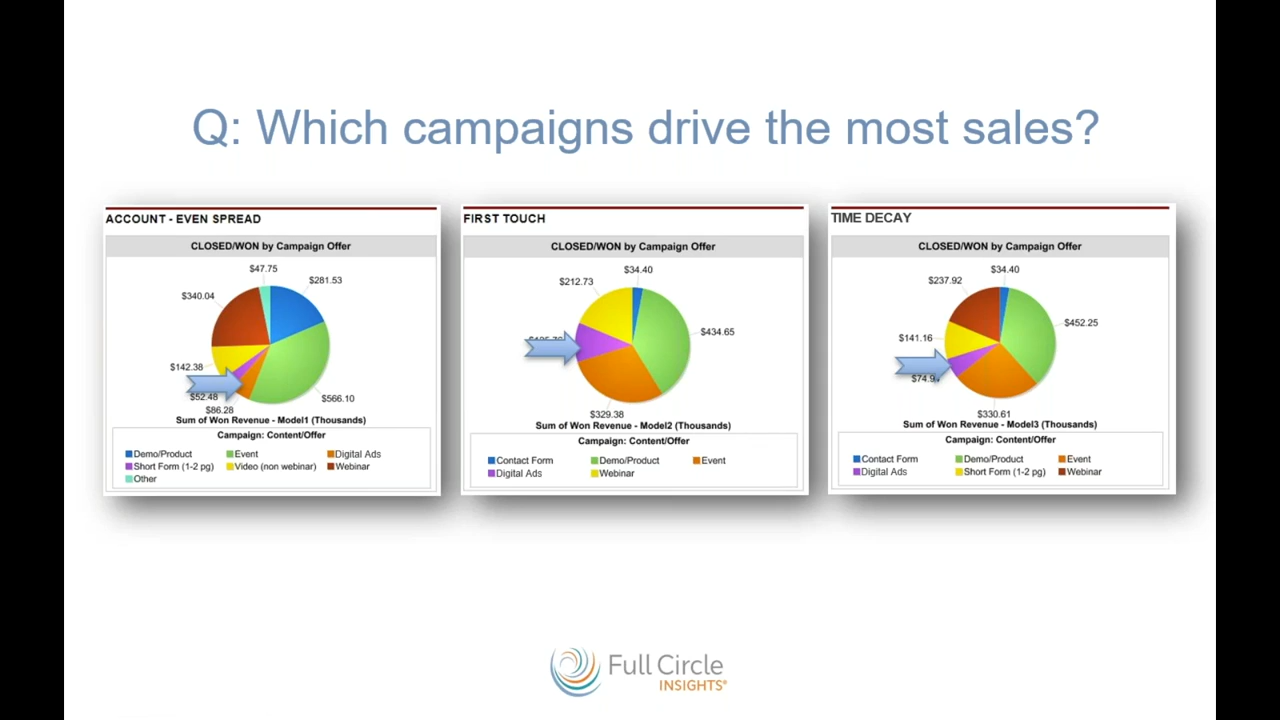 Q: Which campaigns drive the most sales?
ACCOUNT - EVEN SPREAD
CLOSED/WON by Campaign Offer
$47.75
$281.53
$340.04
$142.38
$52.48
$86.28
$566.10
Sum of Won Revenue - Model1 (Thousands)
Campaign: Content/Offer
Demo/Product Event Digital Ads
Short Form (1-2 pg) Video (non webinar) Webinar
Other
FIRST TOUCH
CLOSED/WON by Campaign Offer
$34.40
$212.73
$434.65
$329.38
Sum of Won Revenue - Model2 (Thousands)
Campaign: Content/Offer
Contact Form Demo/Product Event
Digital Ads Webinar
TIME DECAY
CLOSED/WON by Campaign Offer
$34.40
$237.92
$452.25
$141.16
$330.61
Sum of Won Revenue - Model3 (Thousands)
Campaign: Content/Offer
Contact Form Demo/Product Event
Digital Ads Short Form (1-2 pg) Webinar
Full Circle
INSIGHTS®